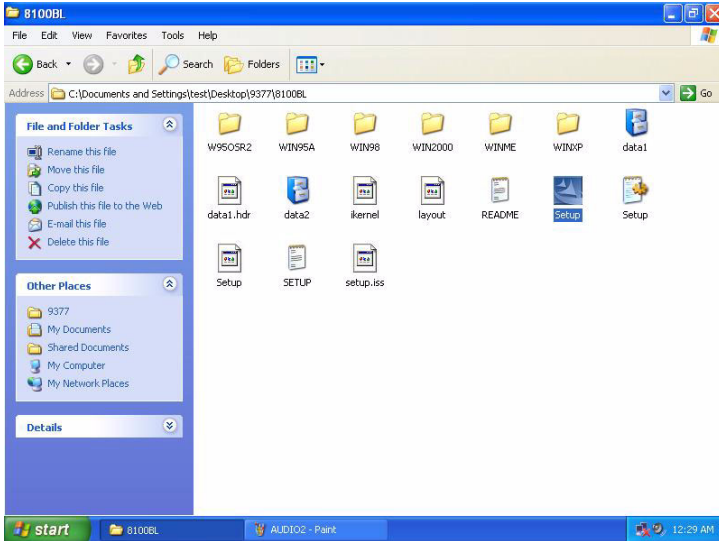 8100BL
File Edit View Favorites Tools Help
Back Search Folders
Address C:\Documents and Settings\test\Desktop\9377\8100BL Go
File and Folder Tasks
Rename this file
Move this file
Copy this file
Publish this file to the Web
E-mail this file
Delete this file
Other Places
9377
My Documents
Shared Documents
My Computer
My Network Places
Details
W95OSR2 WIN95A WIN98 WIN2000 WINME WINXP data1
data1.hdr data2 ikernel layout README Setup Setup
Setup SETUP setup.iss
start 8100BL AUDIO2 - Paint 12:29 AM